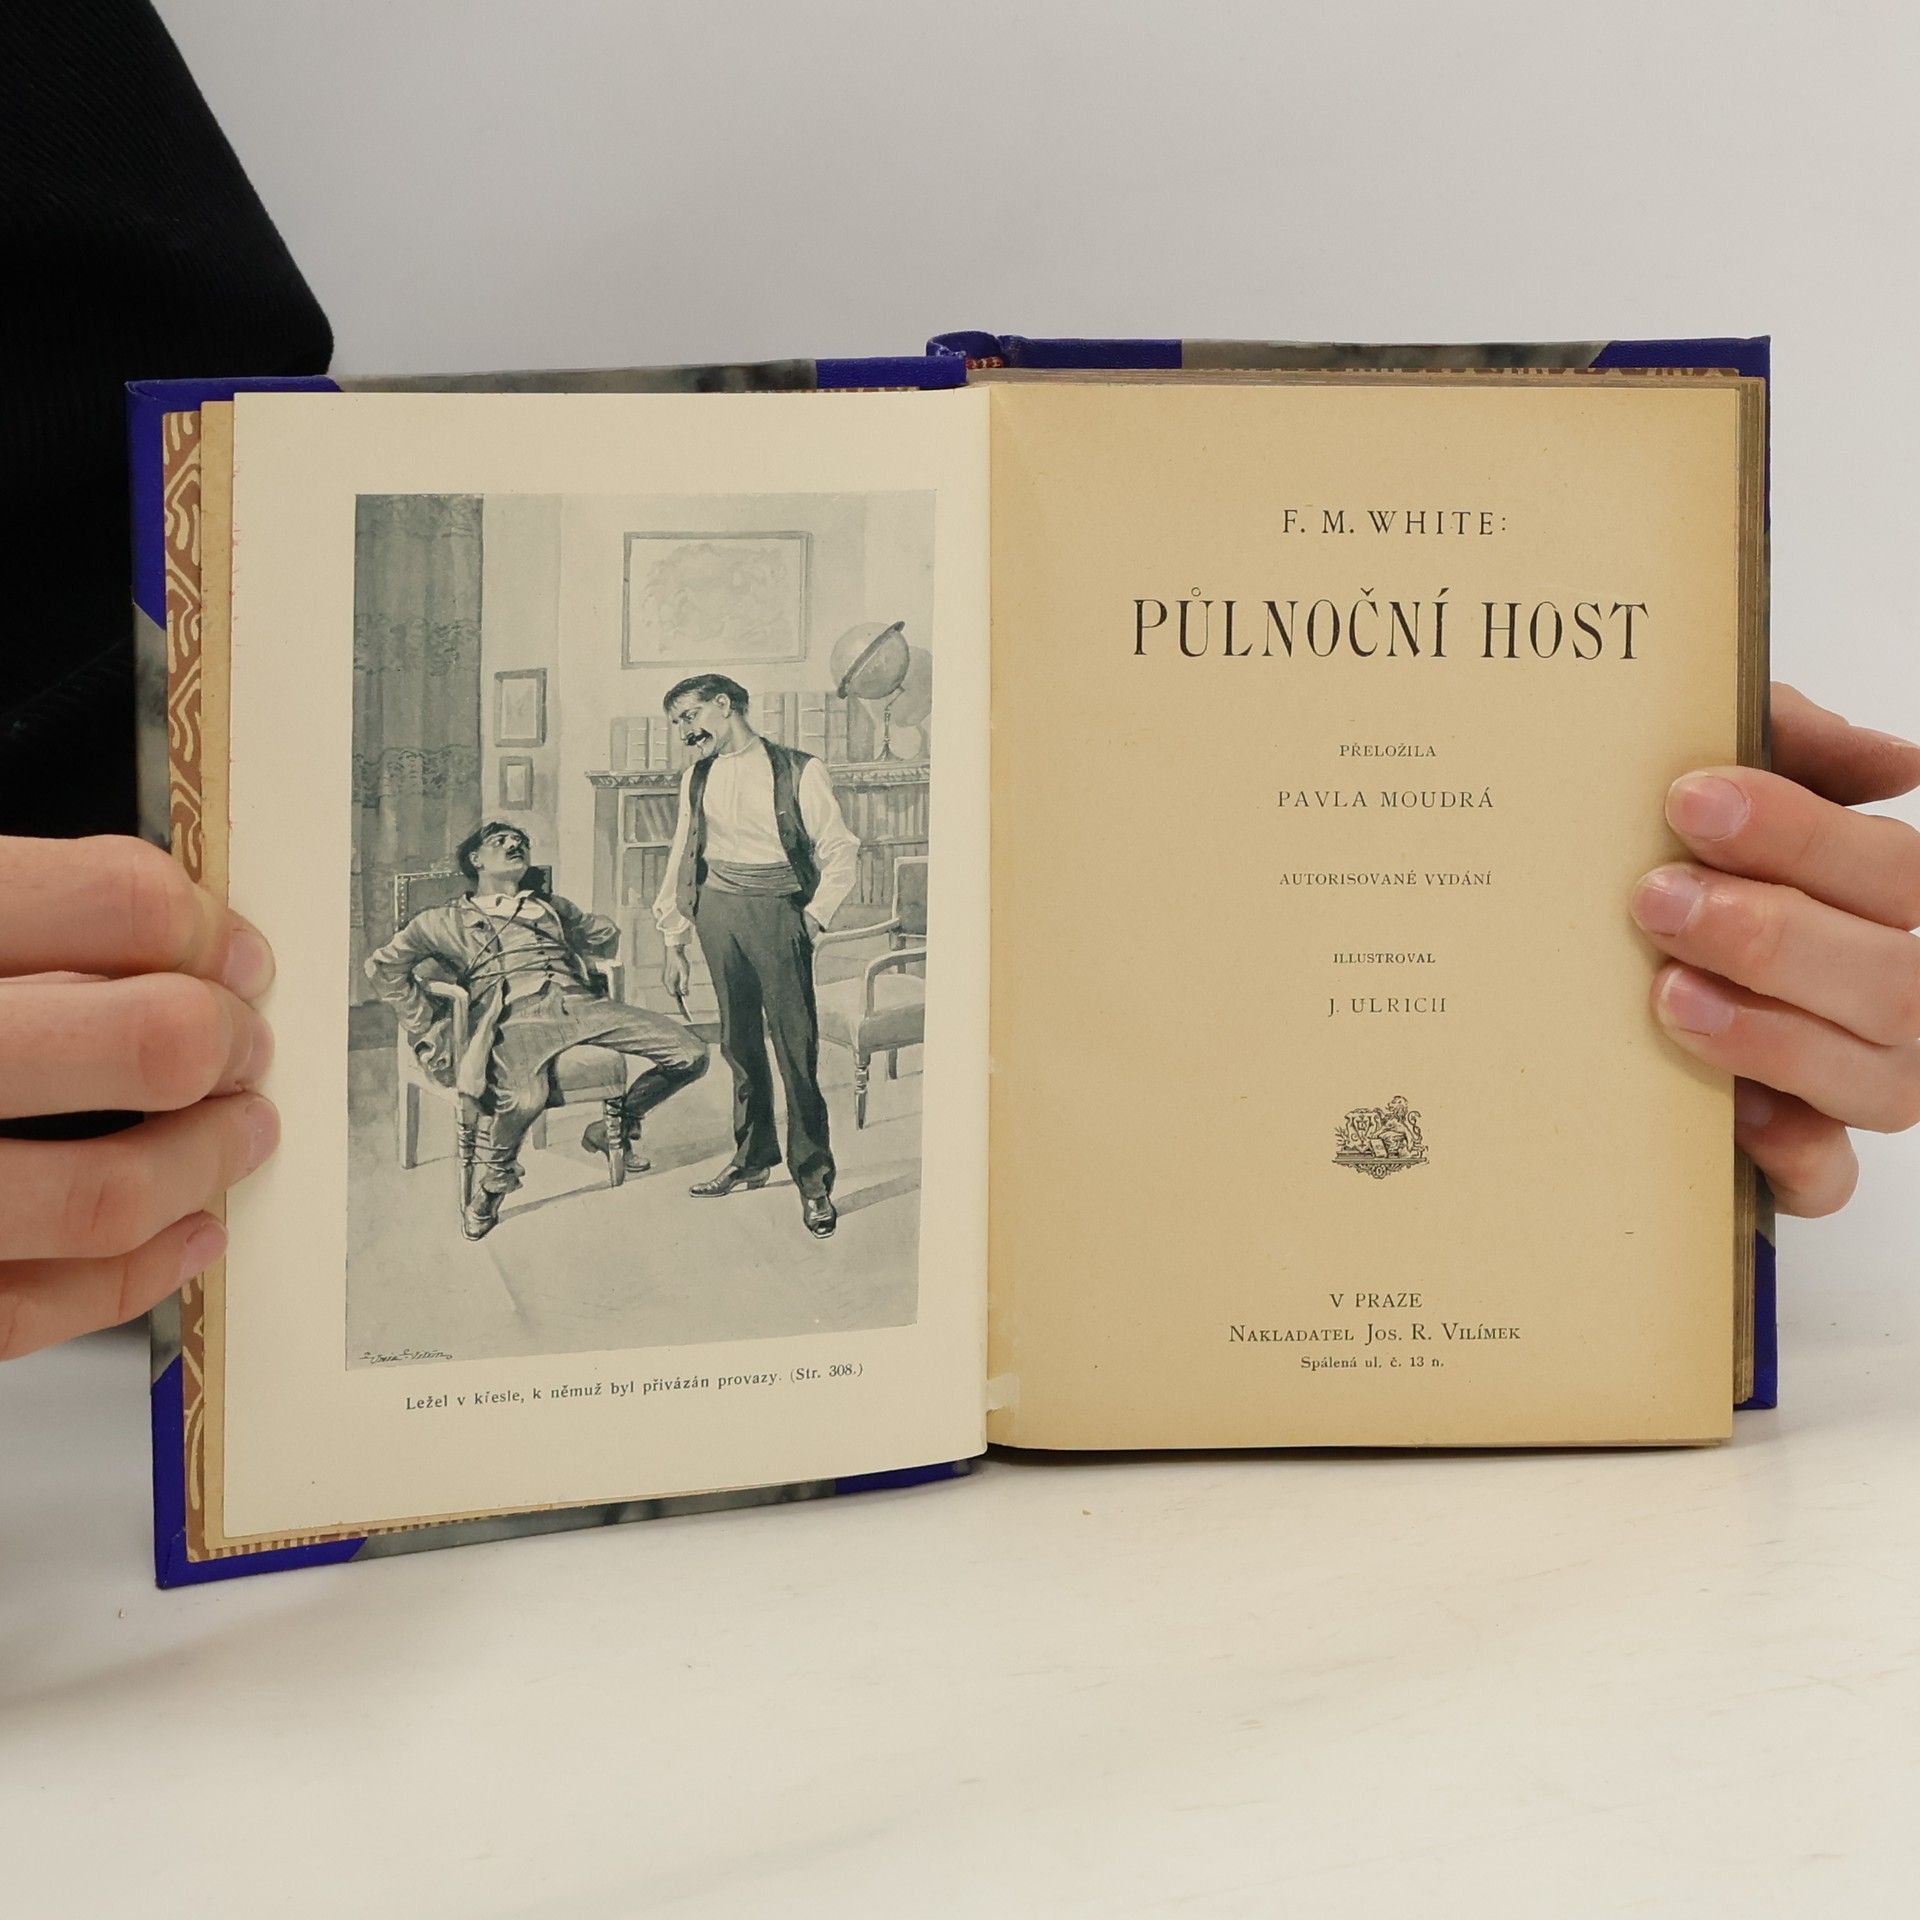 Ležel v křesle, k němuž byl přivázán provazy. (Str. 308.)
F. M. WHITE:
PŮLNOČNÍ HOST
PŘELOŽILA
PAVLA MOUDRÁ
AUTORISOVANÉ VYDÁNÍ
ILLUSTROVAL
J. ULRICH
V PRAZE
NAKLADATEL JOS. R. VILÍMEK
Spálená ul. č. 13 n.